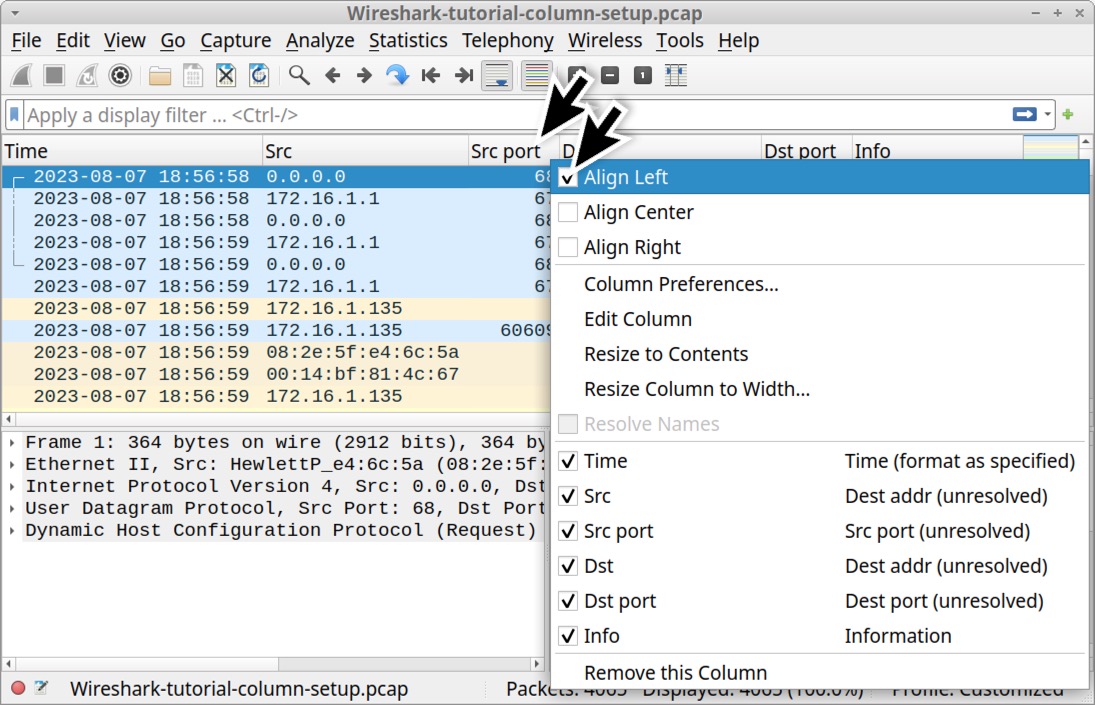 Wireshark-tutorial-column-setup.pcap
File Edit View Go Capture Analyze Statistics Telephony Wireless Tools Help
Apply a display filter ... <Ctrl-/>
Time Src Src port Dst port Info
2023-08-07 18:56:58 0.0.0.0
2023-08-07 18:56:58 172.16.1.1
2023-08-07 18:56:58 0.0.0.0
2023-08-07 18:56:59 172.16.1.1
2023-08-07 18:56:59 0.0.0.0
2023-08-07 18:56:59 172.16.1.1
2023-08-07 18:56:59 172.16.1.135
2023-08-07 18:56:59 172.16.1.135 60609
2023-08-07 18:56:59 08:2e:5f:e4:6c:5a
2023-08-07 18:56:59 00:14:bf:81:4c:67
2023-08-07 18:56:59 172.16.1.135
Frame 1: 364 bytes on wire (2912 bits), 364 by
Ethernet II, Src: HewlettP_e4:6c:5a (08:2e:5f:
Internet Protocol Version 4, Src: 0.0.0.0, Dst
User Datagram Protocol, Src Port: 68, Dst Port
Dynamic Host Configuration Protocol (Request)
Align Left
Align Center
Align Right
Column Preferences...
Edit Column
Resize to Contents
Resize Column to Width...
Resolve Names
Time Time (format as specified)
Src Dest addr (unresolved)
Src port Src port (unresolved)
Dst Dest addr (unresolved)
Dst port Dest port (unresolved)
Info Information
Remove this Column
Wireshark-tutorial-column-setup.pcap Packets: 4065 Displayed: 4065 (100.0%) Profile: Customized